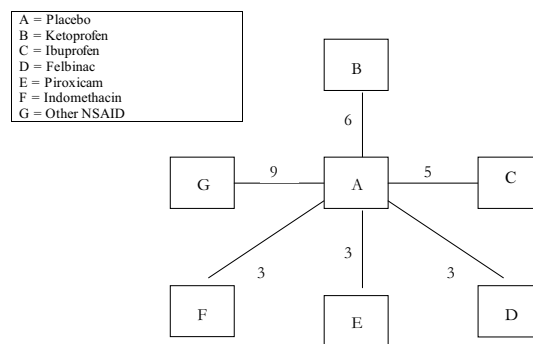 A = Placebo
B = Ketoprofen
C = Ibuprofen
D = Felbinac
E = Piroxicam
F = Indomethacin
G = Other NSAID
B
6
G
9
A
5
C
3
3
3
F
E
D